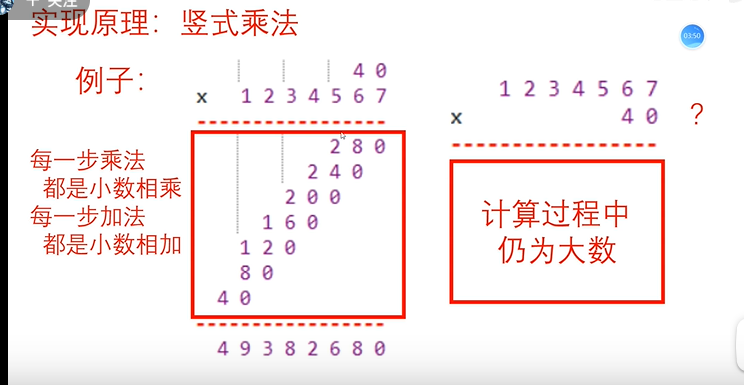 关注
实现原理：竖式乘法
03:50
例子：
4 0
x 1 2 3 4 5 6 7
每一步乘法
都是小数相乘
每一步加法
都是小数相加
2 8 0
2 4 0
2 0 0
1 6 0
1 2 0
8 0
4 0
4 9 3 8 2 6 8 0
1 2 3 4 5 6 7
x 4 0
?
计算过程中
仍为大数